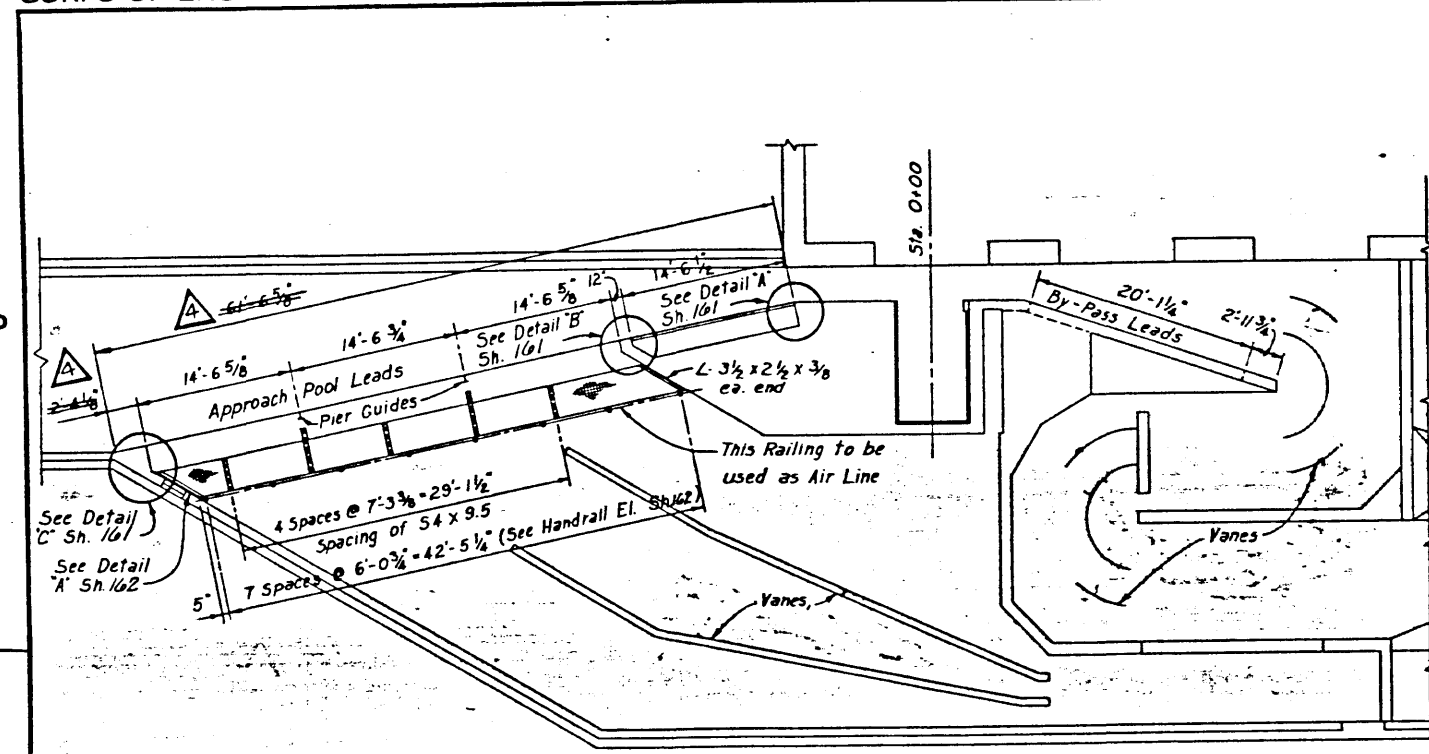 Sta. 0+00
4 61'-6 5/8"
4
2'-4 1/8"
14'-6 5/8"
14'-6 3/4"
14'-6 5/8"
12"
14'-6 1/2"
See Detail "A"
Sh. 161
See Detail "B"
Sh. 161
Approach Pool Leads
Pier Guides
L- 3 1/2 x 2 1/2 x 3/8
ea. end
20'-1 1/4"
By-Pass Leads
2'-11 3/4"
This Railing to be
used as Air Line
See Detail
"C" Sh. 161
See Detail
"A" Sh. 162
4 Spaces @ 7'-3 3/8" = 29'-1 1/2"
Spacing of S4 x 9.5
7 Spaces @ 6'-0 3/4" = 42'-5 1/4" (See Handrail El. Sh. 162)
5"
Vanes
Vanes